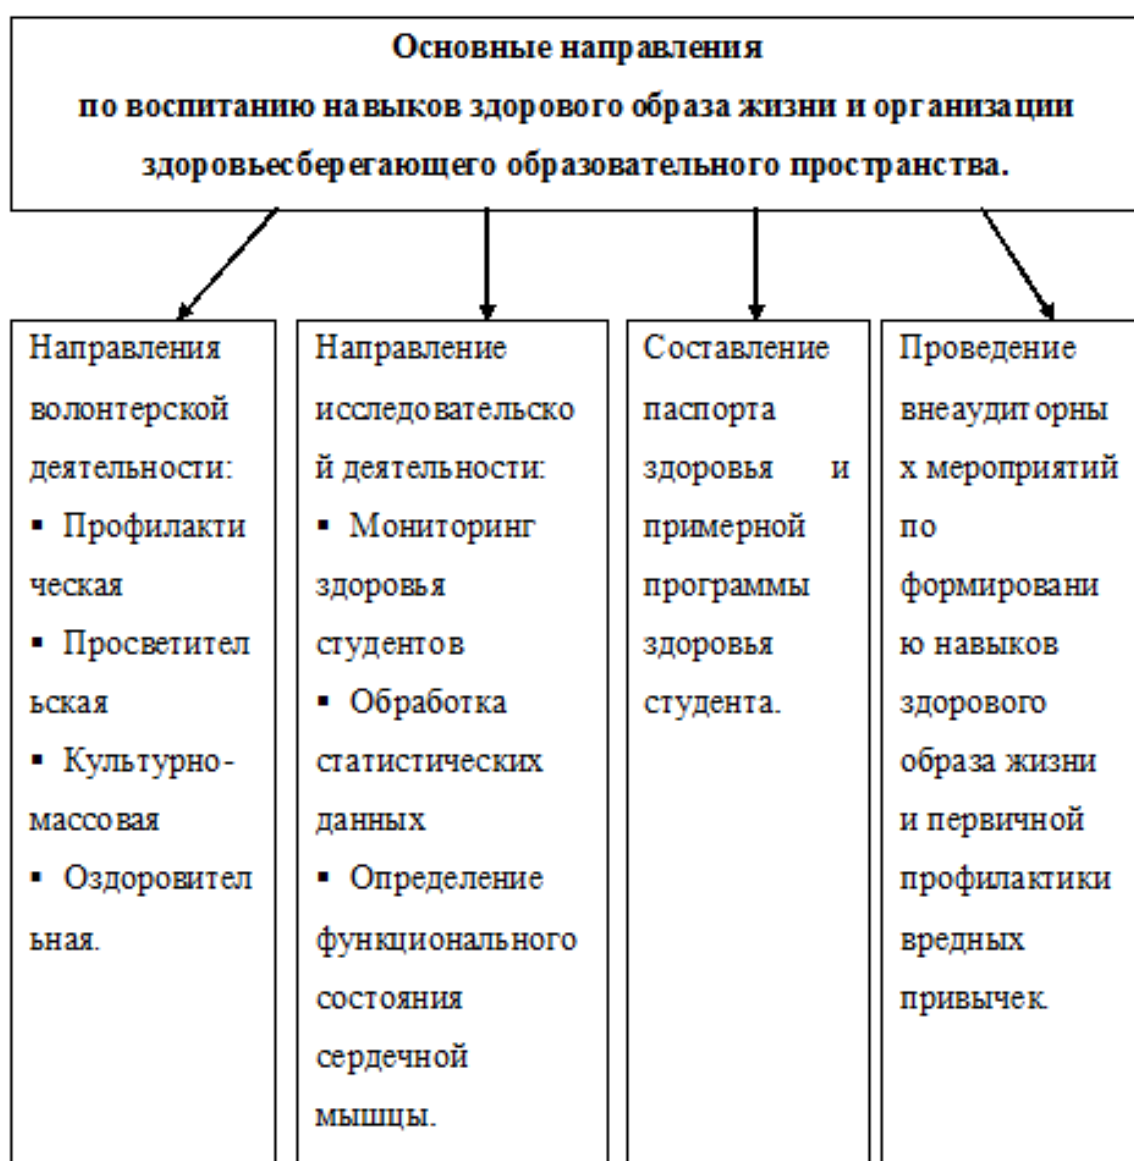 Основные направления
по воспитанию навыков здорового образа жизни и организации
здоровьесберегающего образовательного пространства.
Направления
волонтерской
деятельности:
▪ Профилакти
ческая
▪ Просветител
ьская
▪ Культурно-
массовая
▪ Оздоровител
ьная.
Направление
исследовательско
й деятельности:
▪ Мониторинг
здоровья
студентов
▪ Обработка
статистических
данных
▪ Определение
функционального
состояния
сердечной
мышцы.
Составление
паспорта
здоровья и
примерной
программы
здоровья
студента.
Проведение
внеаудиторны
х мероприятий
по
формировани
ю навыков
здорового
образа жизни
и первичной
профилактики
вредных
привычек.